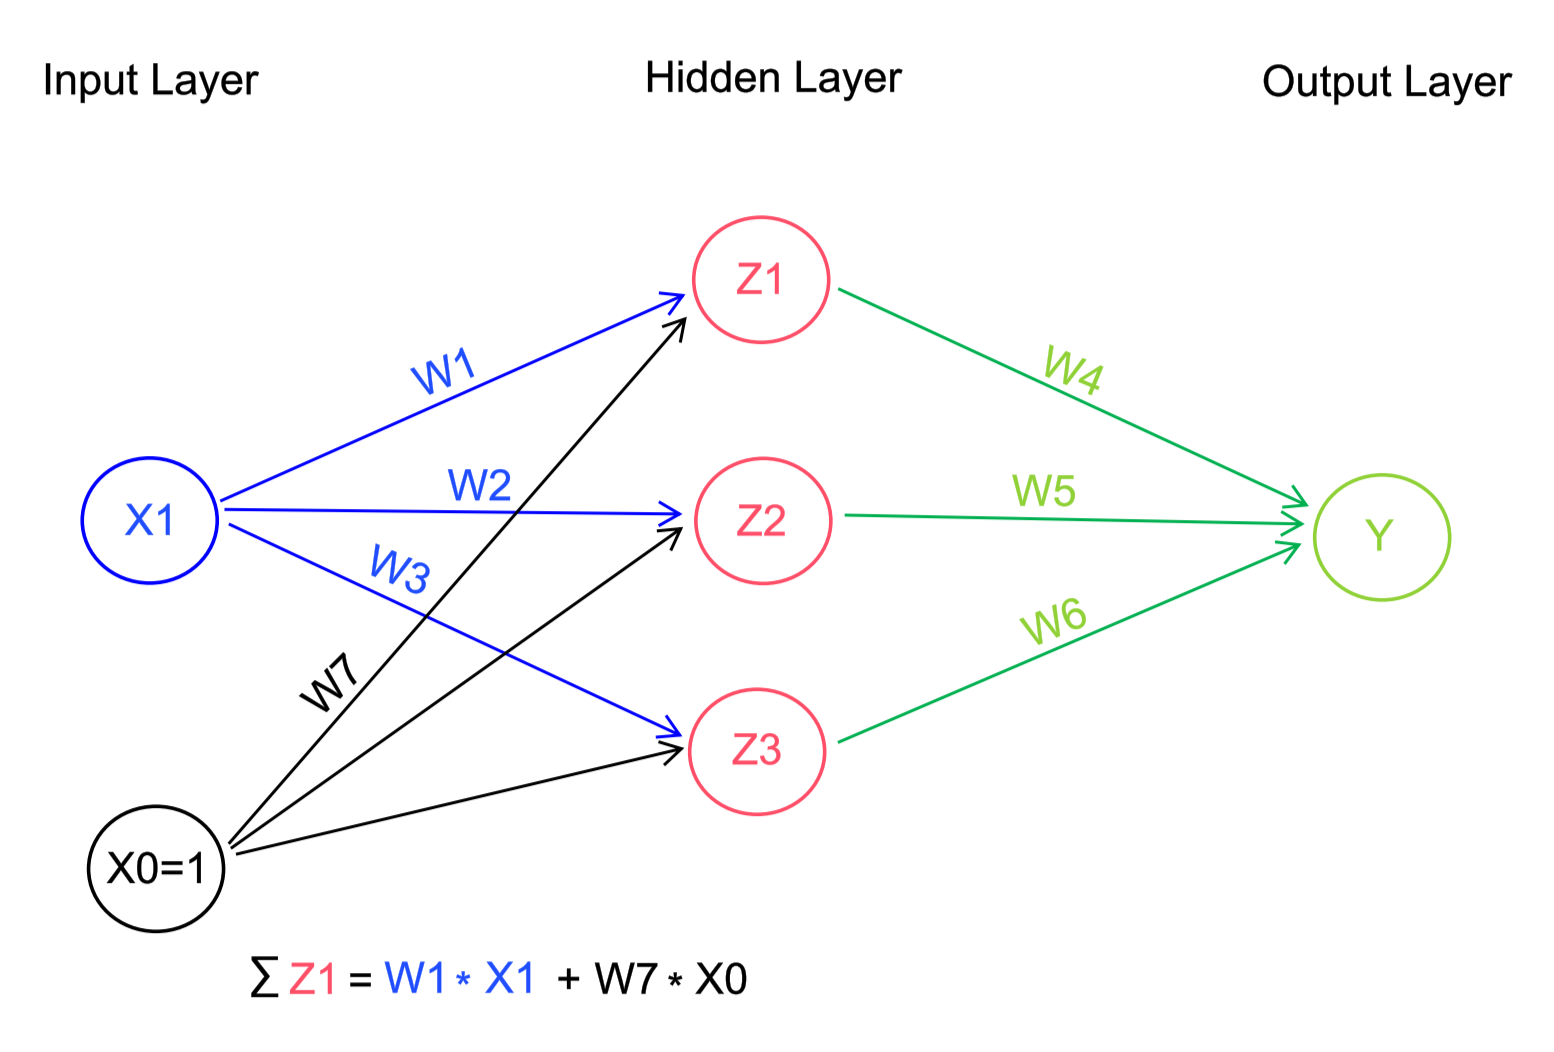 Input Layer
Hidden Layer
Output Layer
Z1
W1
W4
W2
W5
X1
Z2
Y
W3
W6
W7
Z3
X0=1
∑ Z1 = W1 * X1 + W7 * X0